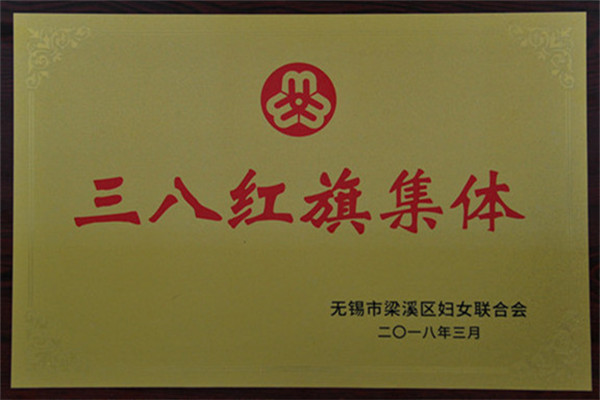 三八红旗集体
无锡市梁溪区妇女联合会
二〇一八年三月